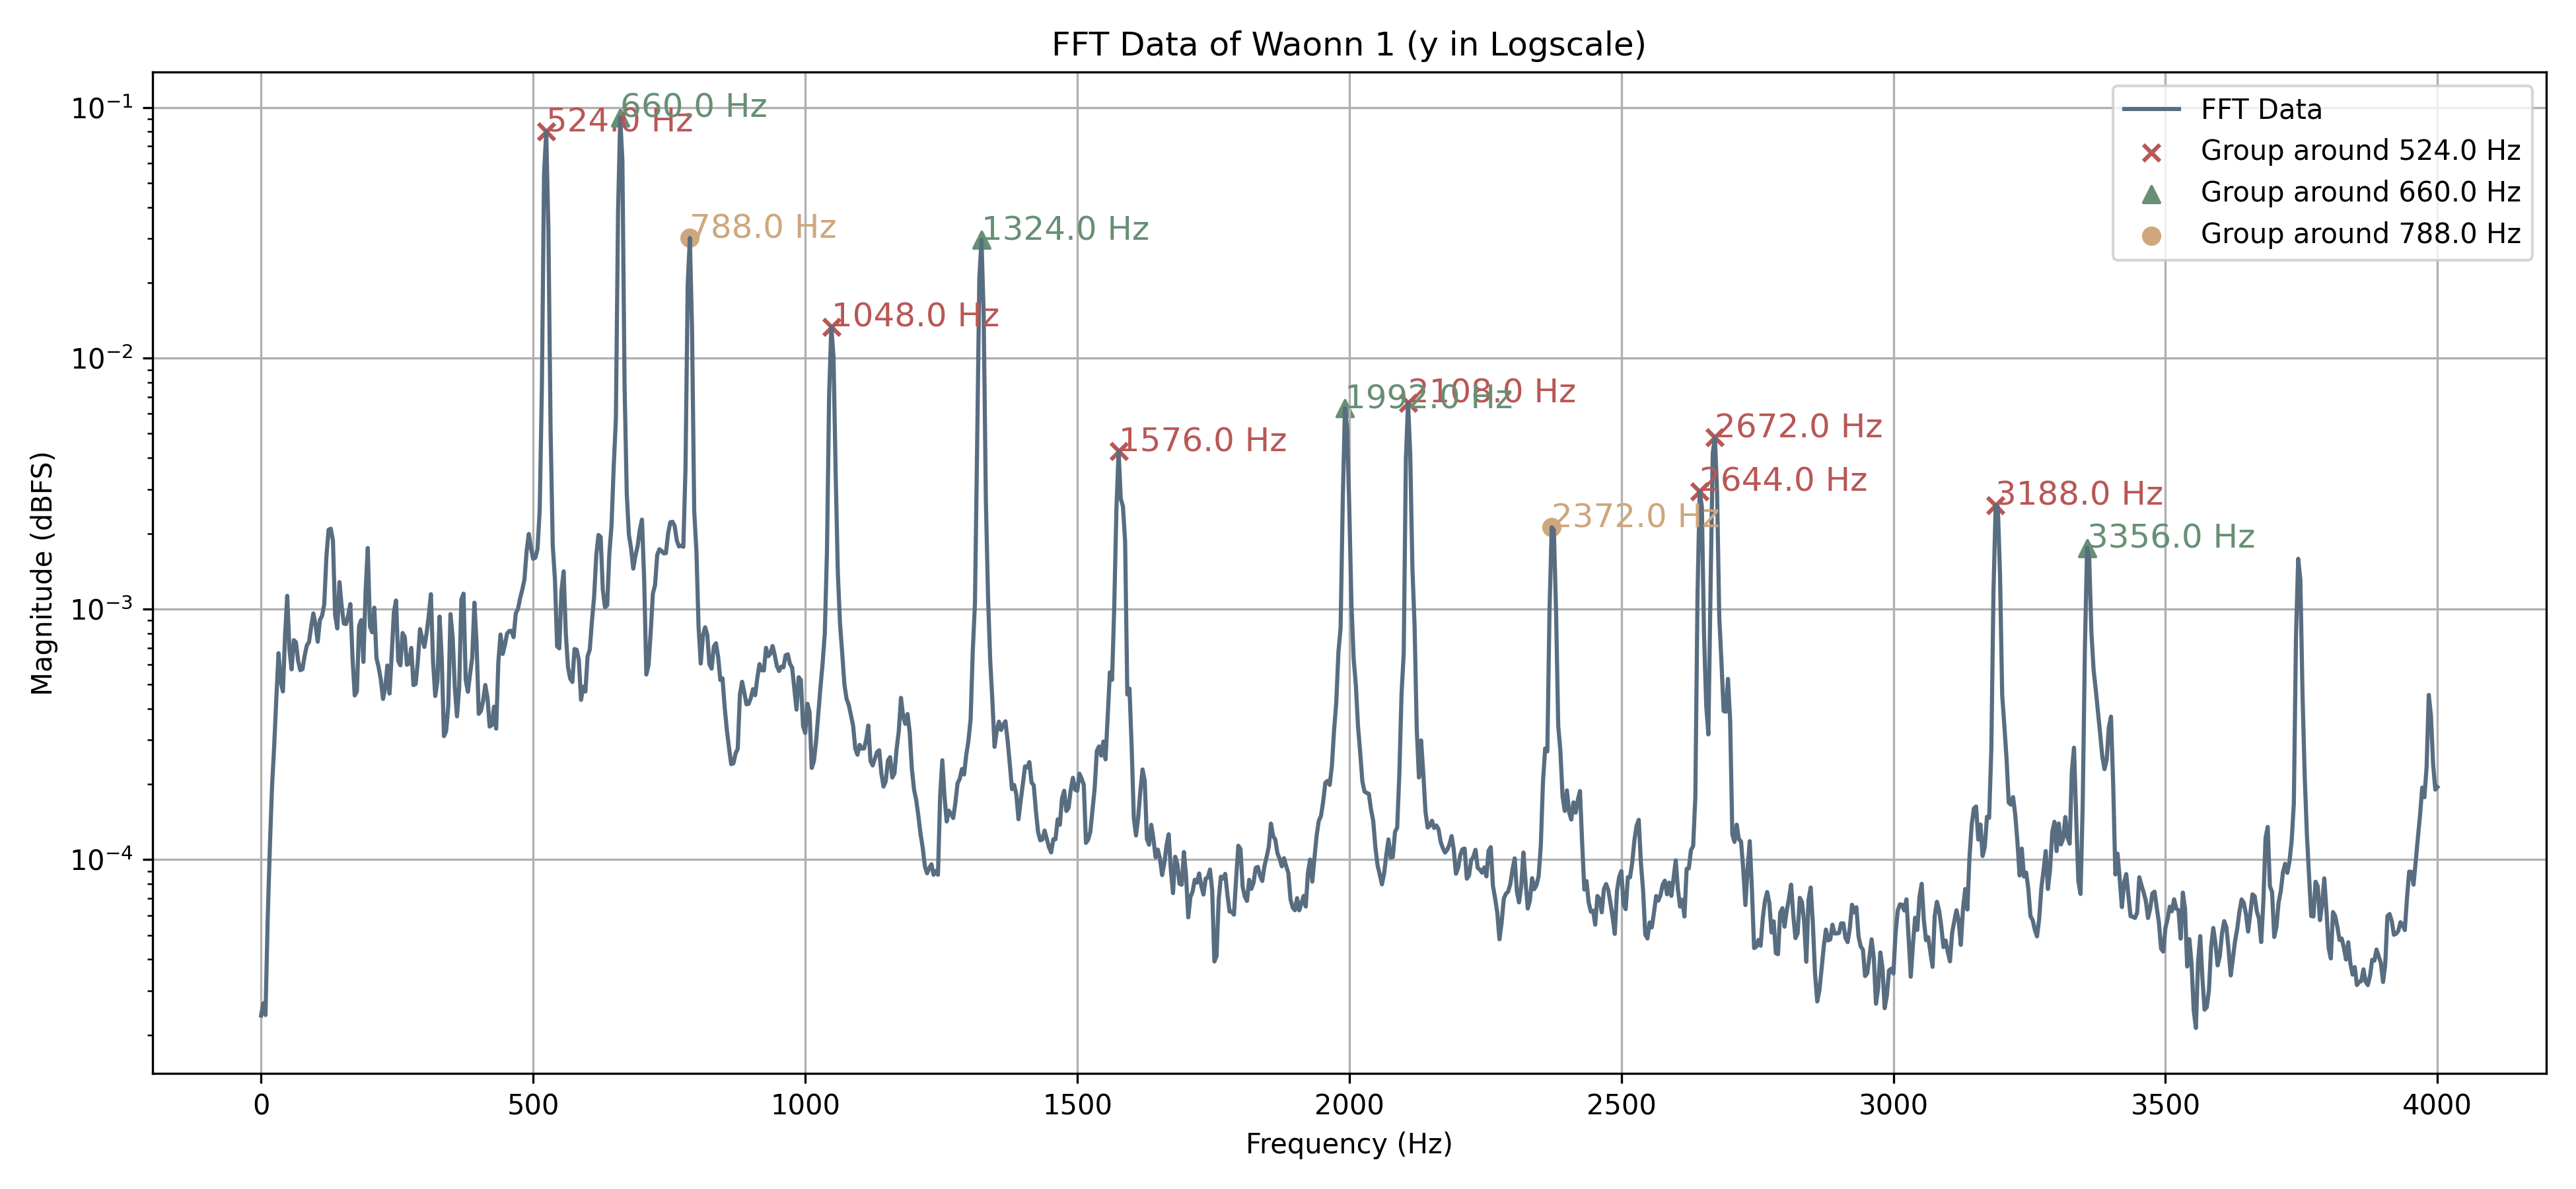 FFT Data of Waonn 1 (y in Logscale)
FFT Data
Group around 524.0 Hz
Group around 660.0 Hz
Group around 788.0 Hz
660.0 Hz
524.0 Hz
788.0 Hz
1324.0 Hz
1048.0 Hz
2108.0 Hz
1992.0 Hz
1576.0 Hz
2672.0 Hz
2644.0 Hz
2372.0 Hz
3188.0 Hz
3356.0 Hz
10⁻¹
10⁻²
10⁻³
10⁻⁴
Magnitude (dBFS)
0 500 1000 1500 2000 2500 3000 3500 4000
Frequency (Hz)